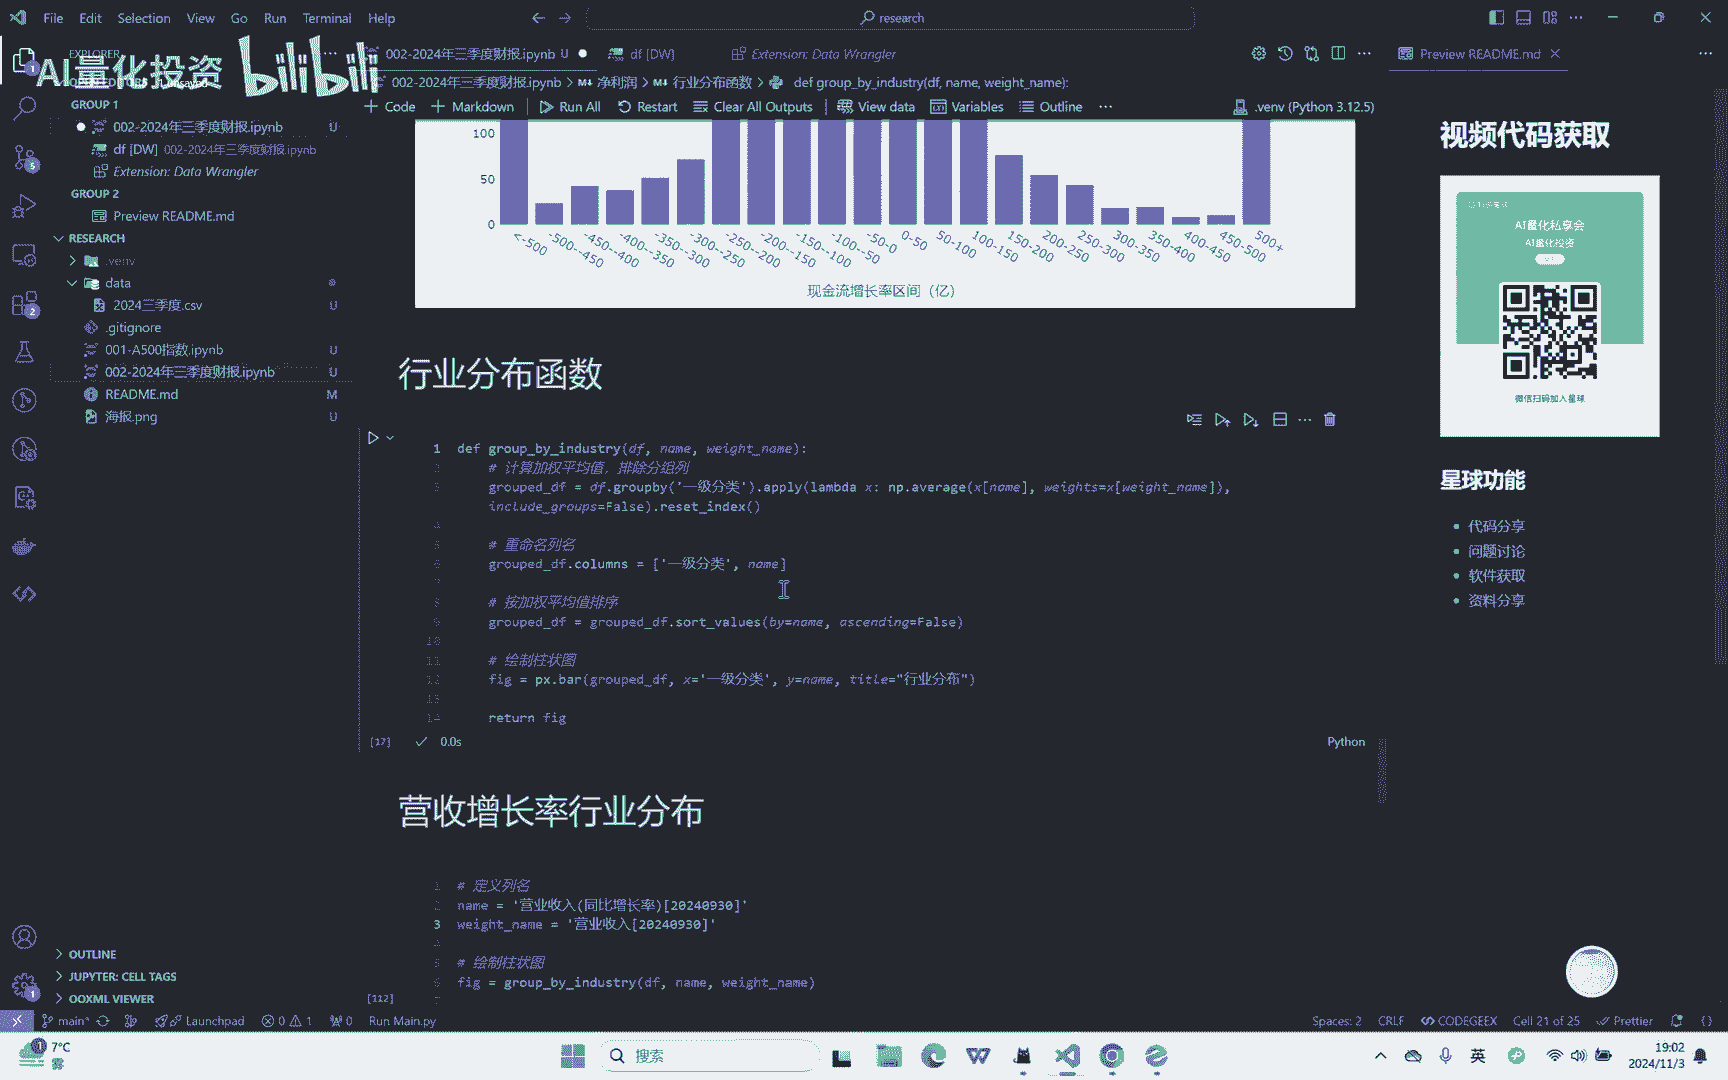 File Edit Selection View Go Run Terminal Help
research
EXPLORER
AI量化投资 bilibili
002-2024年三季度财报.ipynb U
df [DW]
Extension: Data Wrangler
Preview README.md
002-2024年三季度财报.ipynb > 净利润 > 行业分布函数 > def group_by_industry(df, name, weight_name):
Code Markdown Run All Restart Clear All Outputs View data Variables Outline
.venv (Python 3.12.5)
GROUP 1
002-2024年三季度财报.ipynb U
df [DW] 002-2024年三季度财报.ipynb
Extension: Data Wrangler
GROUP 2
Preview README.md
RESEARCH
.venv
data
2024三季度.csv U
.gitignore
001-A500指数.ipynb U
002-2024年三季度财报.ipynb U
README.md M
海报.png U
OUTLINE
JUPYTER: CELL TAGS
OOXML VIEWER
100
50
0
<-500
-500--450
-450--400
-400--350
-350--300
-300--250
-250--200
-200--150
-150--100
-100--50
-50-0
0-50
50-100
100-150
150-200
200-250
250-300
300-350
350-400
400-450
450-500
500+
现金流增长率区间（亿）
行业分布函数
1 def group_by_industry(df, name, weight_name):
2 # 计算加权平均值，排除分组列
3 grouped_df = df.groupby('一级分类').apply(lambda x: np.average(x[name], weights=x[weight_name]),
include_groups=False).reset_index()
4
5 # 重命名列名
6 grouped_df.columns = ['一级分类', name]
7
8 # 按加权平均值排序
9 grouped_df = grouped_df.sort_values(by=name, ascending=False)
10
11 # 绘制柱状图
12 fig = px.bar(grouped_df, x='一级分类', y=name, title="行业分布")
13
14 return fig
[17] 0.0s
Python
营收增长率行业分布
1 # 定义列名
2 name = '营业收入(同比增长率)[20240930]'
3 weight_name = '营业收入[20240930]'
4
5 # 绘制柱状图
6 fig = group_by_industry(df, name, weight_name)
7
[112]
视频代码获取
AI量化私享会
AI量化投资
微信扫码加入星球
星球功能
代码分享
问题讨论
软件获取
资料分享
main* Launchpad 0 1 0 Run Main.py
Spaces: 2 CRLF CODEGEEX Cell 21 of 25 Prettier
7°C
雾
搜索
英
19:02
2024/11/3